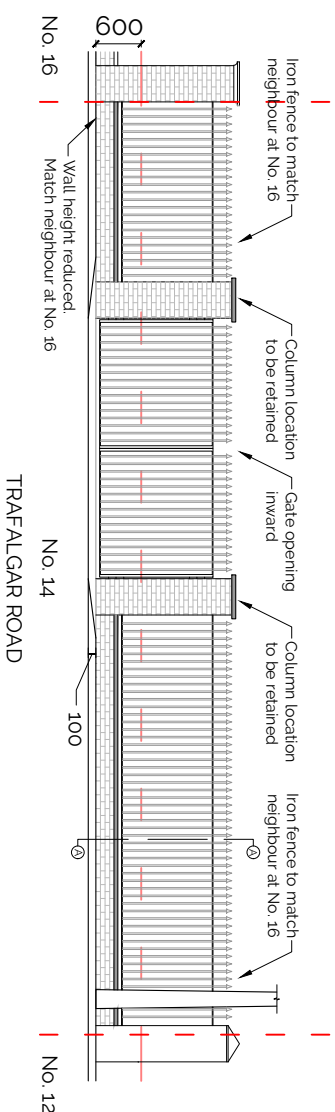 Iron fence to match
neighbour at No. 16
Column location
to be retained
Gate opening
inward
Column location
to be retained
Iron fence to match
neighbour at No. 16
600
A
A
Wall height reduced.
Match neighbour at No. 16
100
No. 16
No. 14
No. 12
TRAFALGAR ROAD